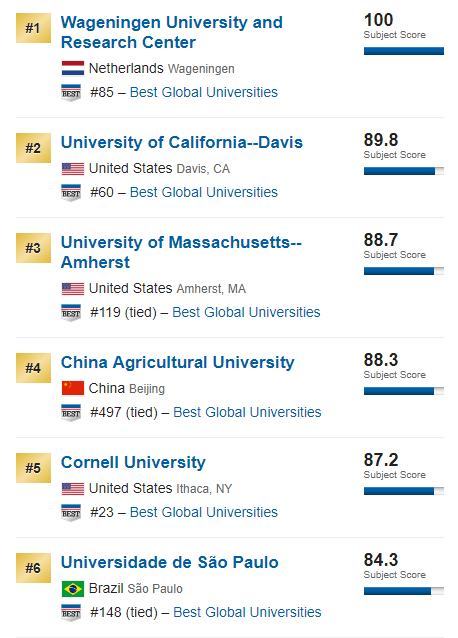 #1
Wageningen University and
Research Center
100
Subject Score
Netherlands Wageningen
BEST #85 – Best Global Universities
#2
University of California--Davis
89.8
Subject Score
United States Davis, CA
BEST #60 – Best Global Universities
#3
University of Massachusetts--
Amherst
88.7
Subject Score
United States Amherst, MA
BEST #119 (tied) – Best Global Universities
#4
China Agricultural University
88.3
Subject Score
China Beijing
BEST #497 (tied) – Best Global Universities
#5
Cornell University
87.2
Subject Score
United States Ithaca, NY
BEST #23 – Best Global Universities
#6
Universidade de São Paulo
84.3
Subject Score
Brazil São Paulo
BEST #148 (tied) – Best Global Universities